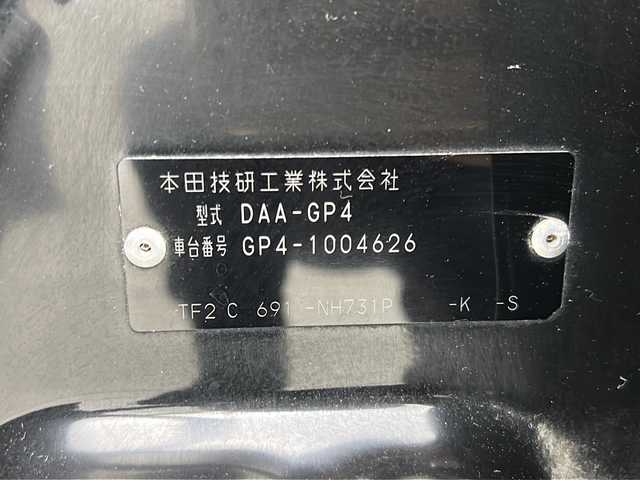 本田技研工業株式会社
型式 DAA-GP4
車台番号 GP4-1004626
TF2 C 691 -NH731P -K -S